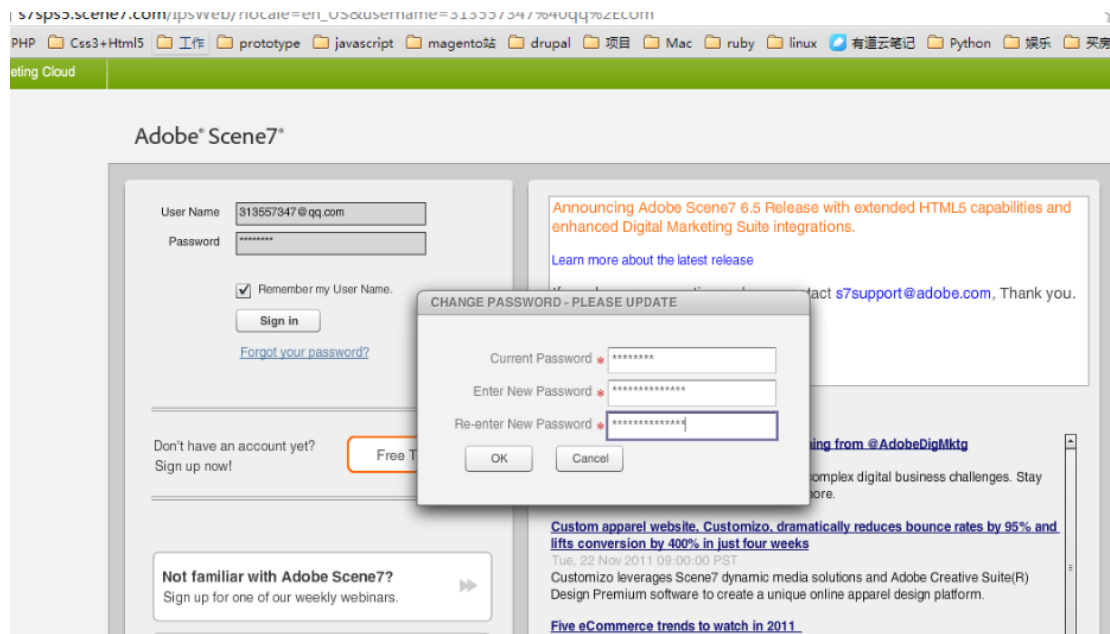 s7sps5.scene7.com/IpsWeb/?locale=en_US&username=313557347%40qq%2Ecom
PHP Css3+Html5 工作 prototype javascript magento站 drupal 项目 Mac ruby linux 有道云笔记 Python 娱乐 买房
eting Cloud
Adobe® Scene7®
User Name 313557347@qq.com
Password ********
Remember my User Name.
Sign in
Forgot your password?
Don't have an account yet?
Sign up now!
Free T
Not familiar with Adobe Scene7?
Sign up for one of our weekly webinars.
Announcing Adobe Scene7 6.5 Release with extended HTML5 capabilities and
enhanced Digital Marketing Suite integrations.
Learn more about the latest release
s7support@adobe.com, Thank you.
CHANGE PASSWORD - PLEASE UPDATE
Current Password * ********
Enter New Password * **************
Re-enter New Password * **************
OK Cancel
from @AdobeDigMktg
complex digital business challenges. Stay
Custom apparel website, Customizo, dramatically reduces bounce rates by 95% and
lifts conversion by 400% in just four weeks
Tue, 22 Nov 2011 09:00:00 PST
Customizo leverages Scene7 dynamic media solutions and Adobe Creative Suite(R)
Design Premium software to create a unique online apparel design platform.
Five eCommerce trends to watch in 2011